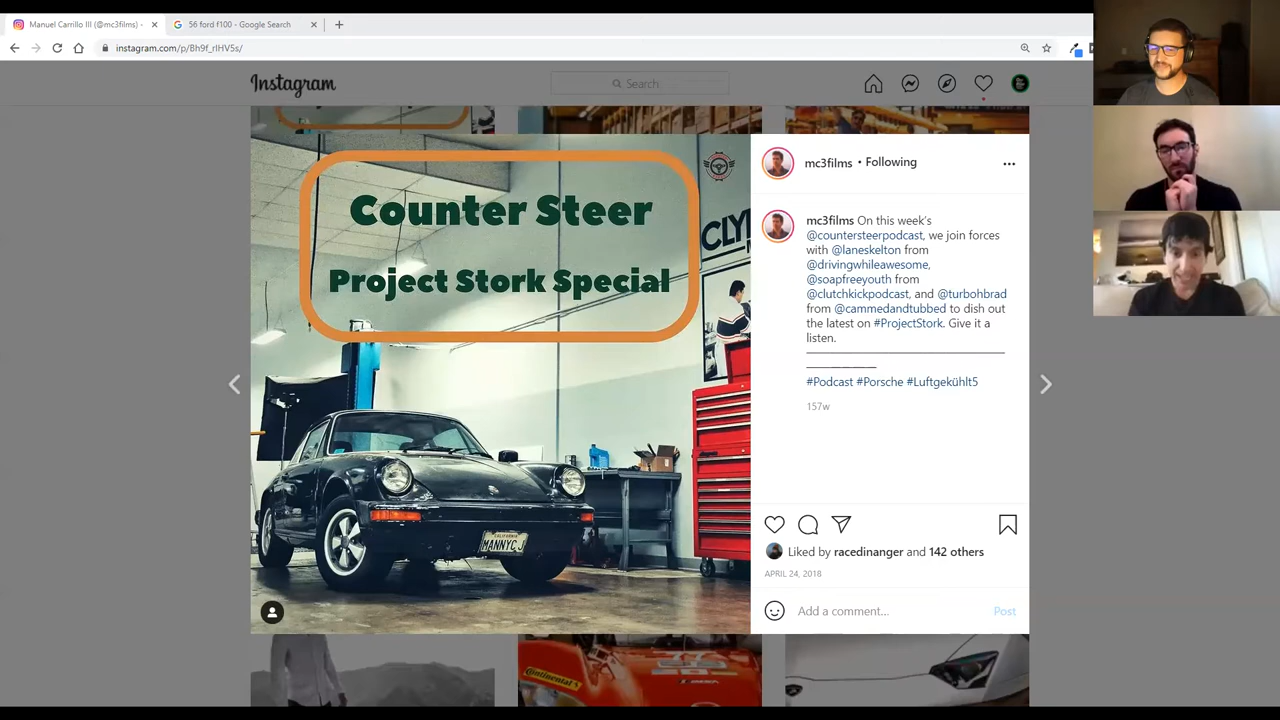 Manuel Carrillo III (@mc3films) ·
56 ford f100 - Google Search
instagram.com/p/Bh9f_rlHV5s/
Instagram
Search
Counter Steer
Project Stork Special
MANNYCJ
Continental
mc3films • Following
mc3films On this week's
@countersteerpodcast, we join forces
with @laneskelton from
@drivingwhileawesome,
@soapfreeyouth from
@clutchkickpodcast, and @turbohbrad
from @cammedandtubbed to dish out
the latest on #ProjectStork. Give it a
listen.
#Podcast #Porsche #Luftgekühlt5
157w
Liked by racedinanger and 142 others
APRIL 24, 2018
Add a comment...
Post